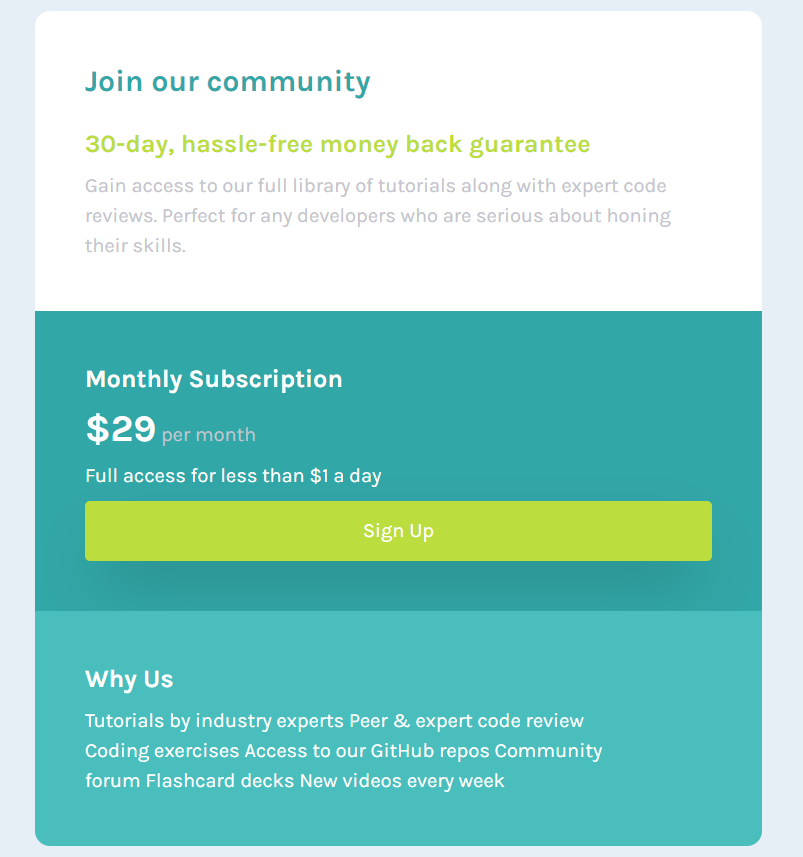 Join our community
30-day, hassle-free money back guarantee
Gain access to our full library of tutorials along with expert code
reviews. Perfect for any developers who are serious about honing
their skills.
Monthly Subscription
$29 per month
Full access for less than $1 a day
Sign Up
Why Us
Tutorials by industry experts Peer & expert code review
Coding exercises Access to our GitHub repos Community
forum Flashcard decks New videos every week